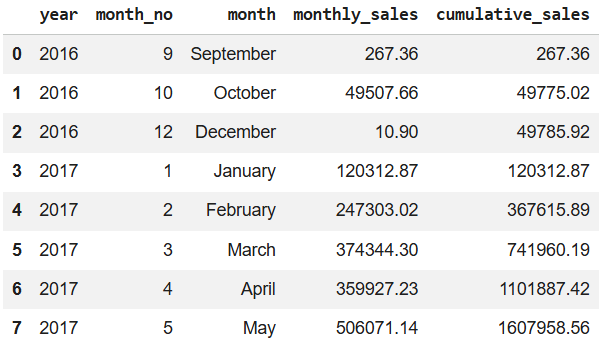 year month_no month monthly_sales cumulative_sales
0 2016 9 September 267.36 267.36
1 2016 10 October 49507.66 49775.02
2 2016 12 December 10.90 49785.92
3 2017 1 January 120312.87 120312.87
4 2017 2 February 247303.02 367615.89
5 2017 3 March 374344.30 741960.19
6 2017 4 April 359927.23 1101887.42
7 2017 5 May 506071.14 1607958.56